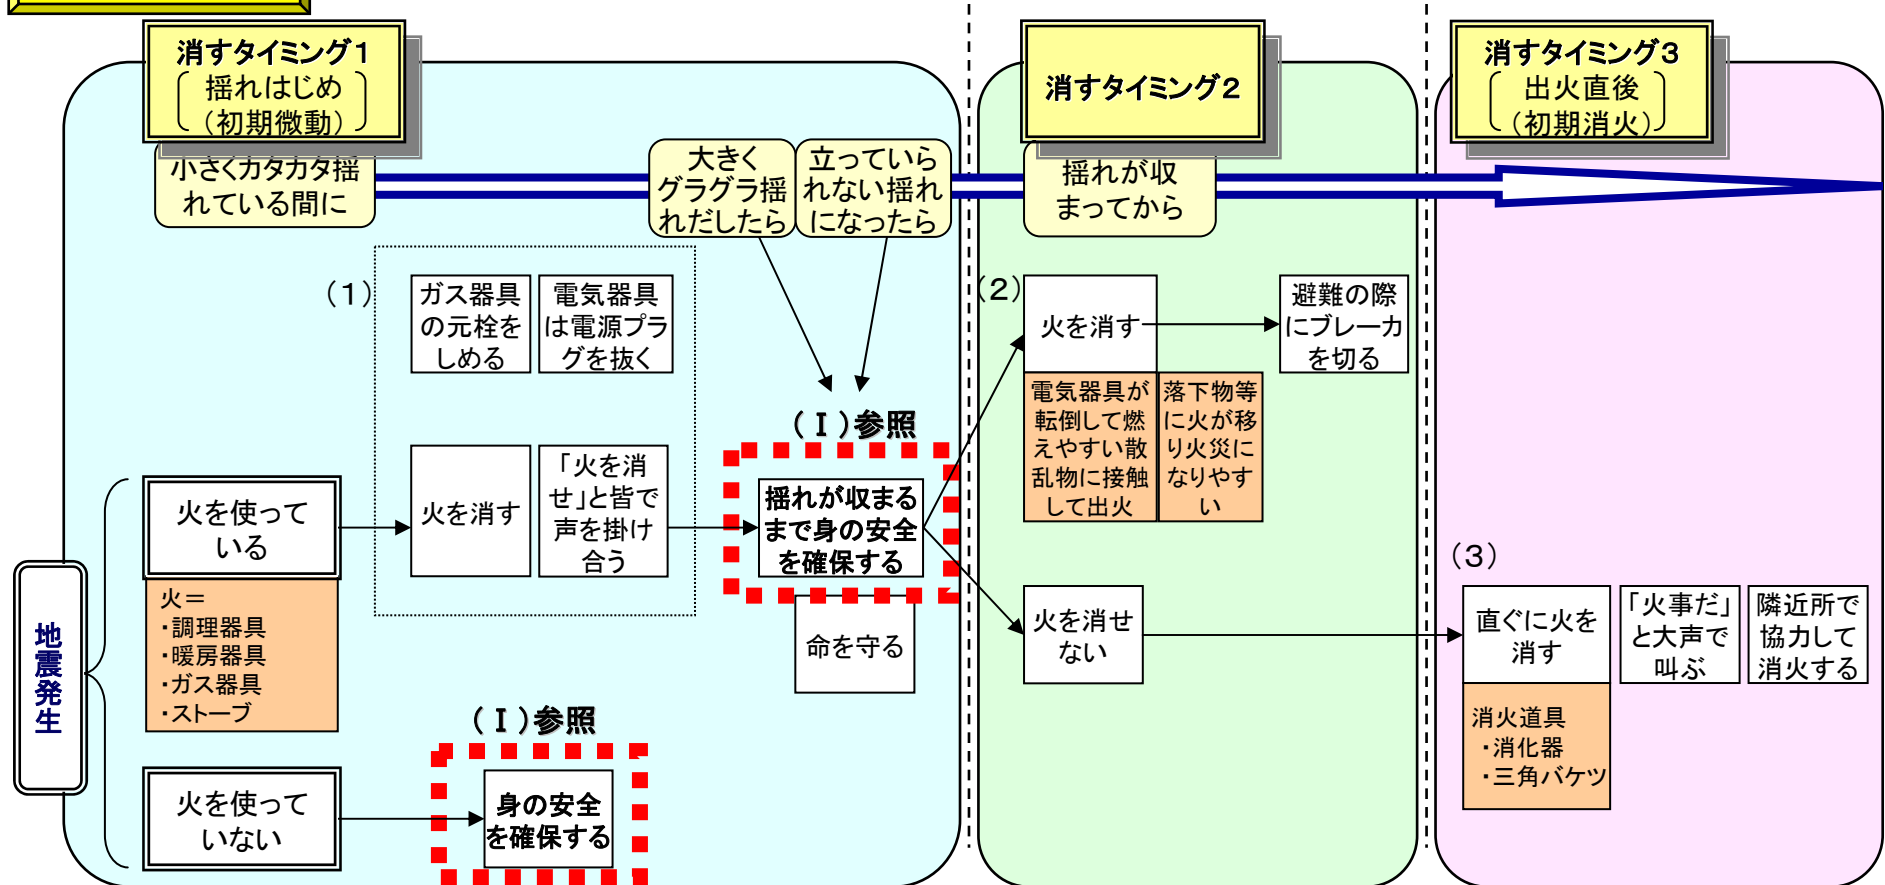 消すタイミング１
揺れはじめ
（初期微動）
小さくカタカタ揺
れている間に
大きく
グラグラ揺
れだしたら
立っていら
れない揺れ
になったら
消すタイミング２
揺れが収
まってから
消すタイミング３
出火直後
（初期消火）
（１）
ガス器具
の元栓を
しめる
電気器具
は電源プラ
グを抜く
火を消す
「火を消
せ」と皆で
声を掛け
合う
（Ⅰ）参照
揺れが収まる
まで身の安全
を確保する
命を守る
地震発生
火を使って
いる
火＝
・調理器具
・暖房器具
・ガス器具
・ストーブ
火を使って
いない
（Ⅰ）参照
身の安全
を確保する
（２）
火を消す
避難の際
にブレーカ
を切る
電気器具が
転倒して燃
えやすい散
乱物に接触
して出火
落下物等
に火が移
り火災に
なりやす
い
火を消せ
ない
（３）
直ぐに火を
消す
「火事だ」
と大声で
叫ぶ
隣近所で
協力して
消火する
消火道具
・消化器
・三角バケツ